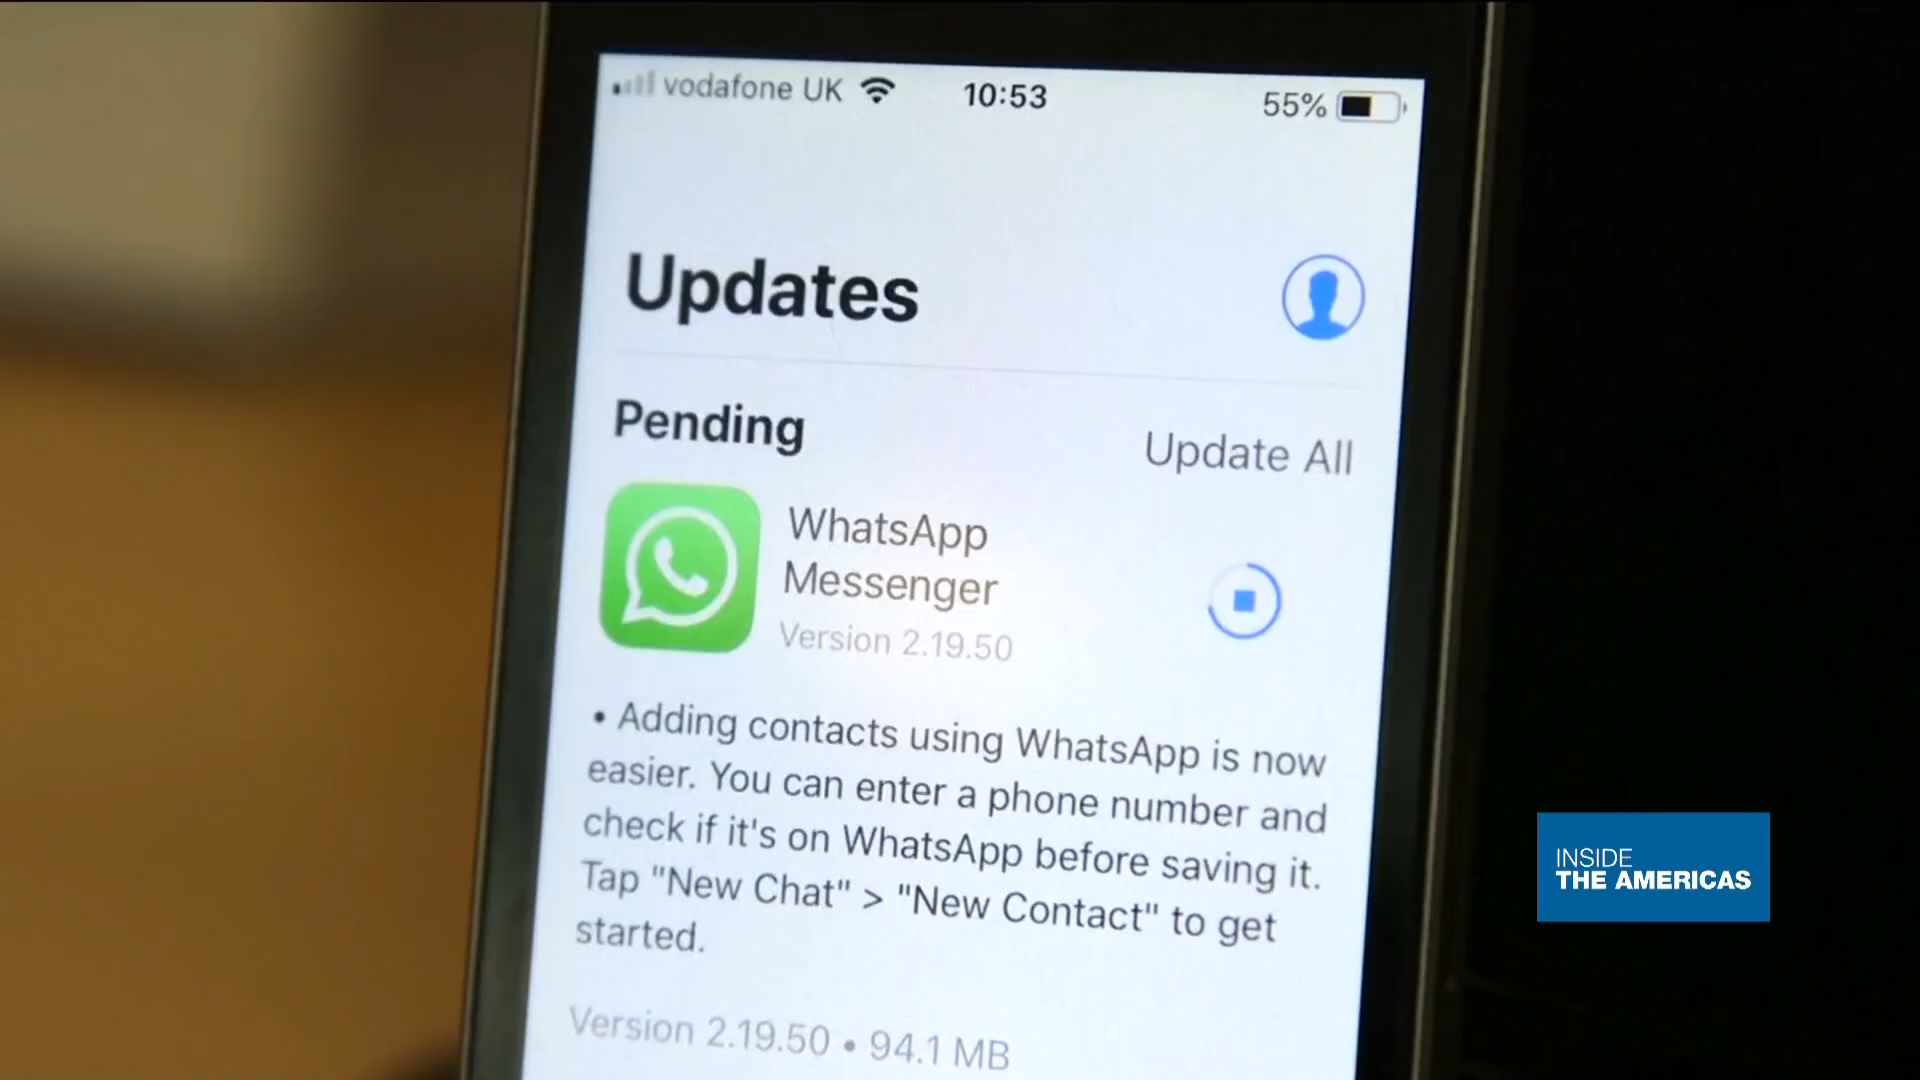 vodafone UK 10:53 55%
Updates
Pending Update All
WhatsApp
Messenger
Version 2.19.50
• Adding contacts using WhatsApp is now
easier. You can enter a phone number and
check if it's on WhatsApp before saving it.
Tap "New Chat" > "New Contact" to get
started.
Version 2.19.50 • 94.1 MB
INSIDE
THE AMERICAS